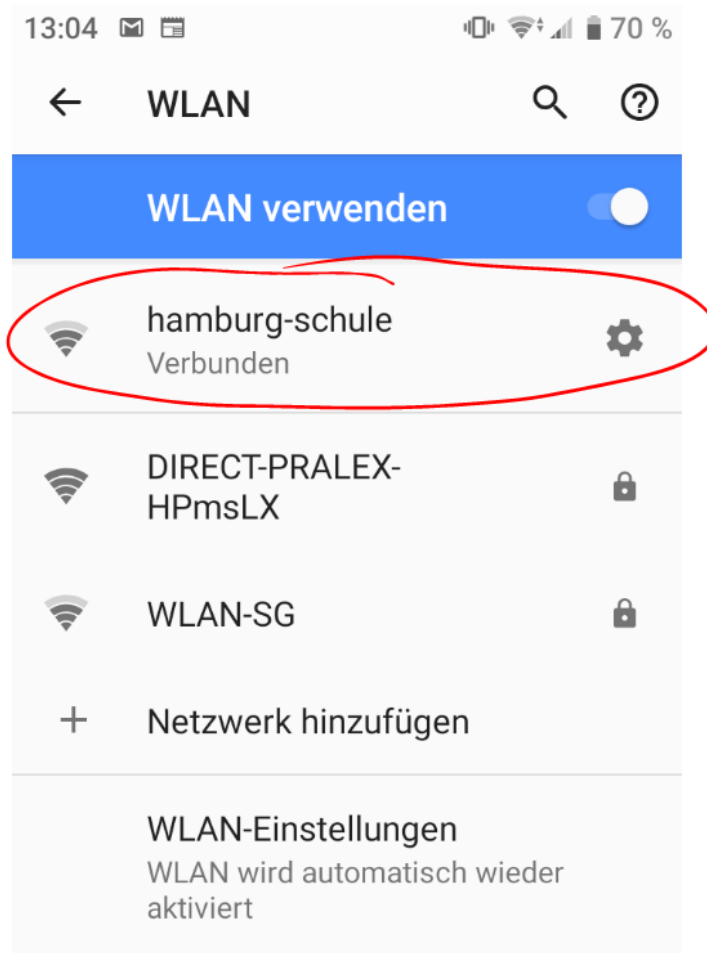 13:04 70 %
WLAN
WLAN verwenden
hamburg-schule
Verbunden
DIRECT-PRALEX-
HPmsLX
WLAN-SG
Netzwerk hinzufügen
WLAN-Einstellungen
WLAN wird automatisch wieder
aktiviert